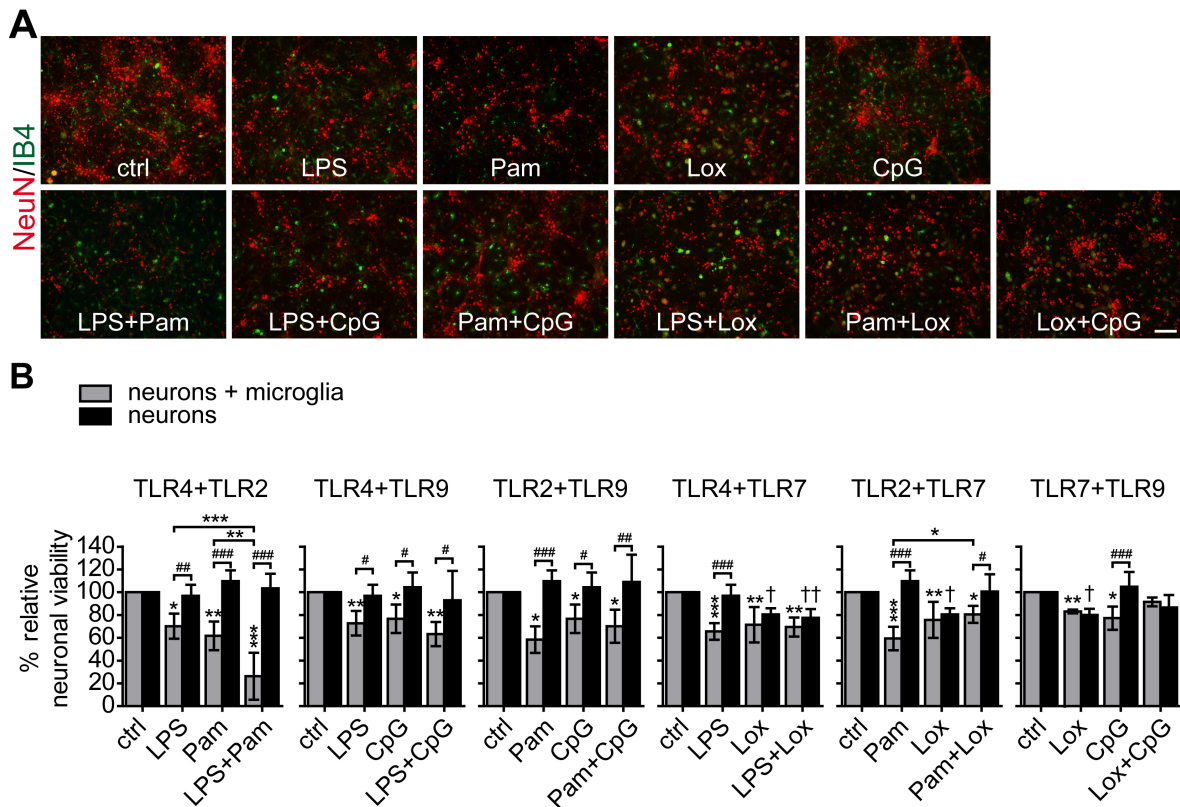 A
NeuN/IB4
ctrl
LPS
Pam
Lox
CpG
LPS+Pam
LPS+CpG
Pam+CpG
LPS+Lox
Pam+Lox
Lox+CpG
B
neurons + microglia
neurons
% relative
neuronal viability
TLR4+TLR2
140
120
100
80
60
40
20
0
***
**
## ### ###
* ** ***
ctrl
LPS
Pam
LPS+Pam
TLR4+TLR9
# # #
** * **
ctrl
LPS
CpG
LPS+CpG
TLR2+TLR9
### # ##
* * *
ctrl
Pam
CpG
Pam+CpG
TLR4+TLR7
###
*** ** † ** ††
ctrl
LPS
Lox
LPS+Lox
TLR2+TLR7
*
### #
*** ** † *
ctrl
Pam
Lox
Pam+Lox
TLR7+TLR9
###
** † *
ctrl
Lox
CpG
Lox+CpG